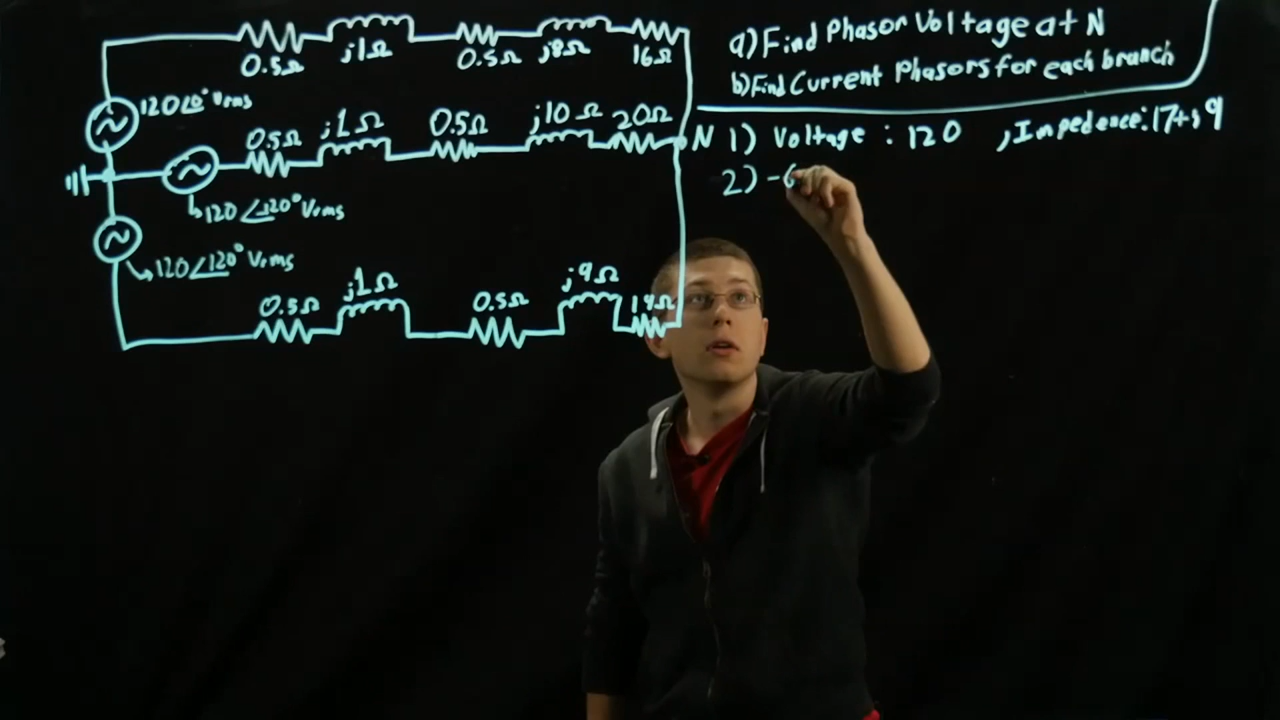 a) Find Phasor Voltage at N
b) Find Current Phasors for each branch
1) Voltage : 120 , Impedence: 17+j9
2) -6
0.5Ω j1Ω 0.5Ω j8Ω 16Ω
120∠0° Vrms
0.5Ω j1Ω 0.5Ω j10Ω 20Ω N
120∠-120° Vrms
120∠120° Vrms
0.5Ω j1Ω 0.5Ω j9Ω